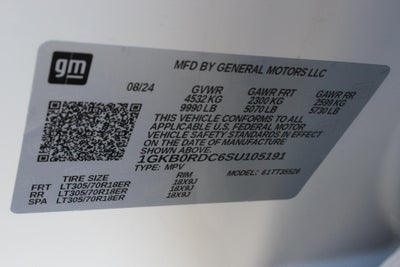 gm
MFD BY GENERAL MOTORS LLC
08/24 GVWR GAWR FRT GAWR RR
4532 KG 2300 KG 2599 KG
9990 LB 5070 LB 5730 LB
THIS VEHICLE CONFORMS TO ALL
APPLICABLE U.S. FEDERAL MOTOR
VEHICLE SAFETY STANDARDS IN EFFECT
ON THE DATE OF MANUFACTURE
SHOWN ABOVE.
1GKB0RDC6SU105191
TYPE: MPV MODEL: 61TT35526
TIRE SIZE RIM
FRT LT305/70R18ER 18X9J
RR LT305/70R18ER 18X9J
SPA LT305/70R18ER 18X9J